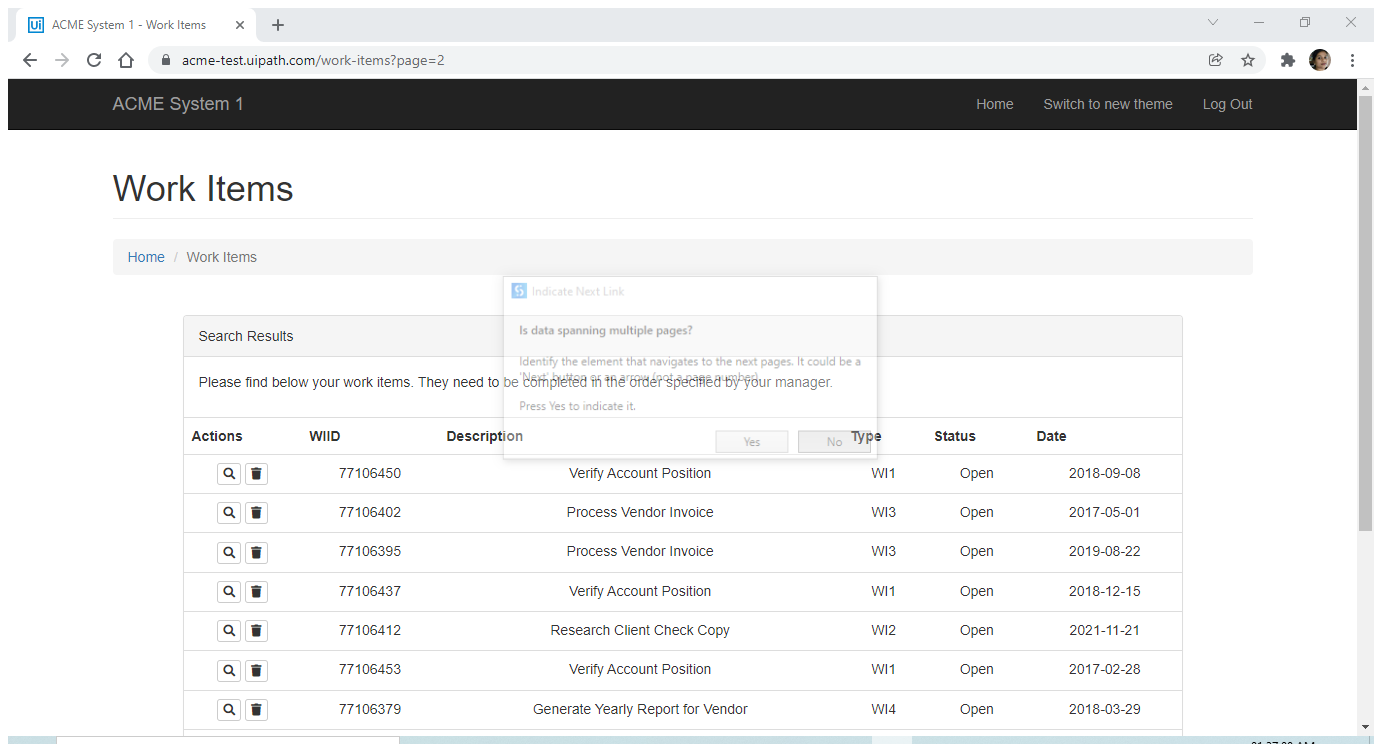 Ui ACME System 1 - Work Items
acme-test.uipath.com/work-items?page=2
ACME System 1 Home Switch to new theme Log Out
Work Items
Home / Work Items
Indicate Next Link
Is data spanning multiple pages?
Identify the element that navigates to the next pages. It could be a
'Next' button or an arrow (not a page number)
Press Yes to indicate it.
Yes No
Search Results
Please find below your work items. They need to be completed in the order specified by your manager.
Actions WIID Description Type Status Date
77106450 Verify Account Position WI1 Open 2018-09-08
77106402 Process Vendor Invoice WI3 Open 2017-05-01
77106395 Process Vendor Invoice WI3 Open 2019-08-22
77106437 Verify Account Position WI1 Open 2018-12-15
77106412 Research Client Check Copy WI2 Open 2021-11-21
77106453 Verify Account Position WI1 Open 2017-02-28
77106379 Generate Yearly Report for Vendor WI4 Open 2018-03-29